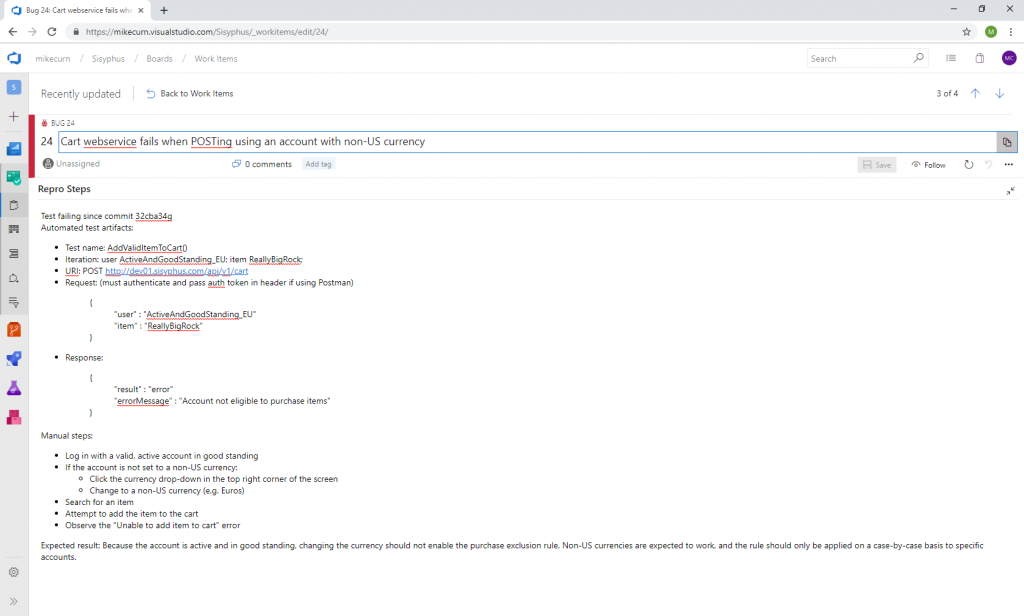 Bug 24: Cart webservice fails whe
https://mikecurn.visualstudio.com/Sisyphus/_workitems/edit/24/
M
mikecurn / Sisyphus / Boards / Work Items
Search
MC
S
Recently updated
Back to Work Items
3 of 4
BUG 24
24 Cart webservice fails when POSTing using an account with non-US currency
Unassigned
0 comments
Add tag
Save
Follow
Repro Steps
Test failing since commit 32cba34g
Automated test artifacts:
• Test name: AddValidItemToCart()
• Iteration: user ActiveAndGoodStanding_EU; item ReallyBigRock;
• URI: POST http://dev01.sisyphus.com/api/v1/cart
• Request: (must authenticate and pass auth token in header if using Postman)
{
"user" : "ActiveAndGoodStanding_EU"
"item" : "ReallyBigRock"
}
• Response:
{
"result" : "error"
"errorMessage" : "Account not eligible to purchase items"
}
Manual steps:
• Log in with a valid, active account in good standing
• If the account is not set to a non-US currency:
○ Click the currency drop-down in the top right corner of the screen
○ Change to a non-US currency (e.g. Euros)
• Search for an item
• Attempt to add the item to the cart
• Observe the "Unable to add item to cart" error
Expected result: Because the account is active and in good standing, changing the currency should not enable the purchase exclusion rule. Non-US currencies are expected to work, and the rule should only be applied on a case-by-case basis to specific
accounts.